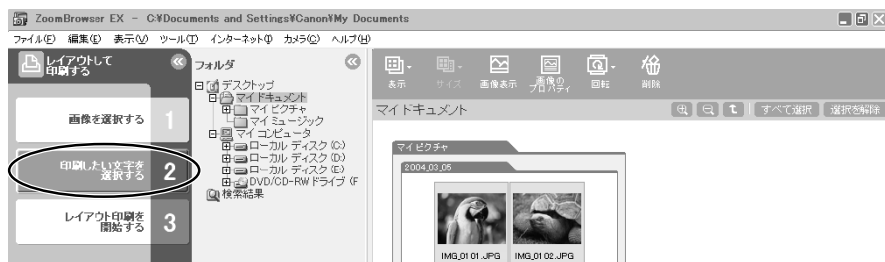 ZoomBrowser EX - C:¥Documents and Settings¥Canon¥My Documents
ファイル(F) 編集(E) 表示(V) ツール(T) インターネット(I) カメラ(C) ヘルプ(H)
レイアウトして
印刷する
画像を選択する 1
印刷したい文字を
選択する 2
レイアウト印刷を
開始する 3
フォルダ
デスクトップ
マイ ドキュメント
マイ ピクチャ
マイ ミュージック
マイ コンピュータ
ローカル ディスク (C:)
ローカル ディスク (D:)
ローカル ディスク (E:)
DVD/CD-RW ドライブ (F
検索結果
表示 サイズ 画像表示 画像の
プロパティ 回転 削除
マイ ドキュメント すべて選択 選択を解除
マイ ピクチャ
2004_03_05
IMG_01 01 .JPG IMG_01 02 .JPG